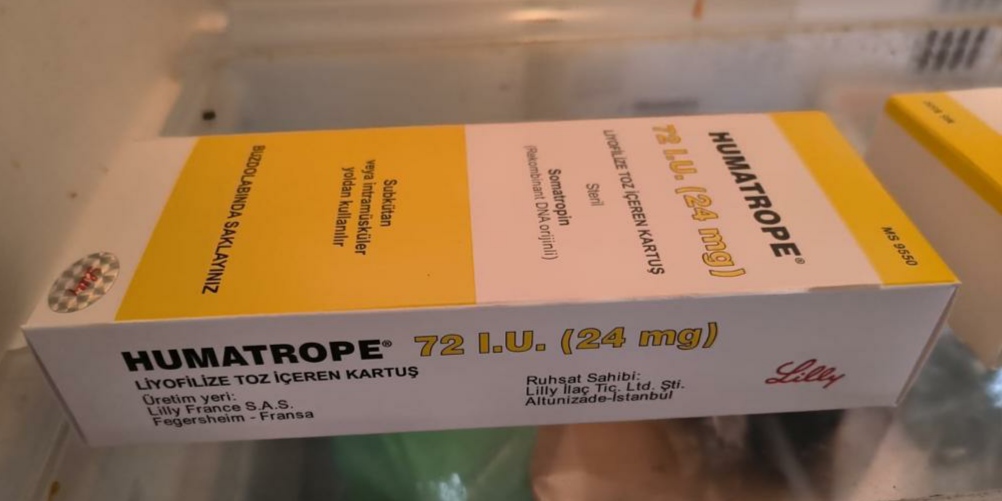 HUMATROPE®
72 I.U. (24 mg)
LİYOFİLİZE TOZ İÇEREN KARTUŞ
Steril
Somatropin
(Rekombinant DNA orijinli)
Subkütan
veya intramüsküler
yoldan kullanılır
BUZDOLABINDA SAKLAYINIZ
MS 9550
Lilly
HUMATROPE® 72 I.U. (24 mg)
LİYOFİLİZE TOZ İÇEREN KARTUŞ
Üretim yeri:
Lilly France S.A.S.
Fegersheim - Fransa
Ruhsat Sahibi:
Lilly İlaç Tic. Ltd. Şti.
Altunizade-İstanbul
Lilly